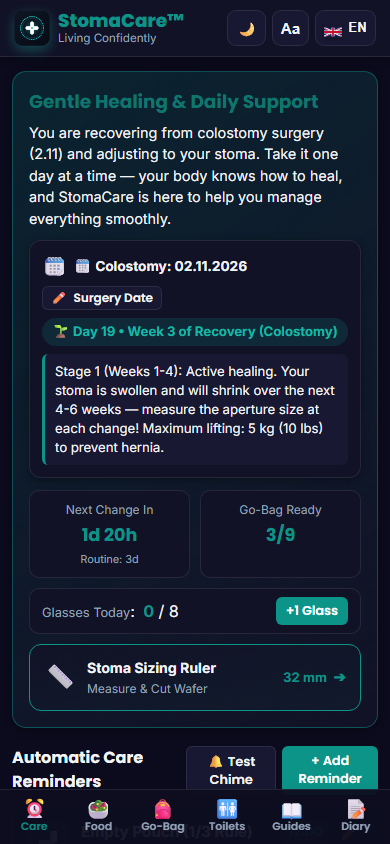 StomaCare™
Living Confidently
Aa
EN
Gentle Healing & Daily Support
You are recovering from colostomy surgery
(2.11) and adjusting to your stoma. Take it one
day at a time — your body knows how to heal,
and StomaCare is here to help you manage
everything smoothly.
Colostomy: 02.11.2026
Surgery Date
Day 19 • Week 3 of Recovery (Colostomy)
Stage 1 (Weeks 1-4): Active healing. Your
stoma is swollen and will shrink over the next
4-6 weeks — measure the aperture size at
each change! Maximum lifting: 5 kg (10 lbs)
to prevent hernia.
Next Change In
1d 20h
Routine: 3d
Go-Bag Ready
3/9
Glasses Today: 0 / 8
+1 Glass
Stoma Sizing Ruler
Measure & Cut Wafer
32 mm →
Automatic Care
Reminders
Test
Chime
+ Add
Reminder
Empty Pouch (1/3 Rule)
Care
Food
Go-Bag
Toilets
Guides
Diary